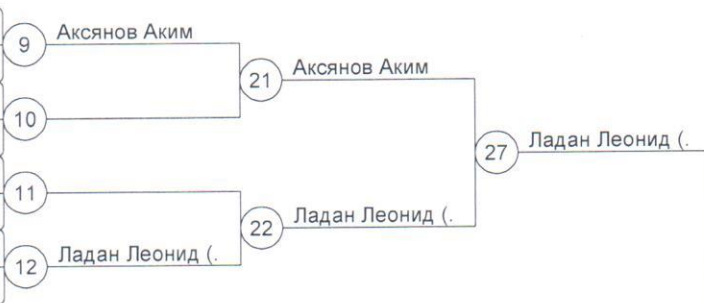 9 Аксянов Аким
21 Аксянов Аким
10
27 Ладан Леонид (.
11
22 Ладан Леонид (.
12 Ладан Леонид (.